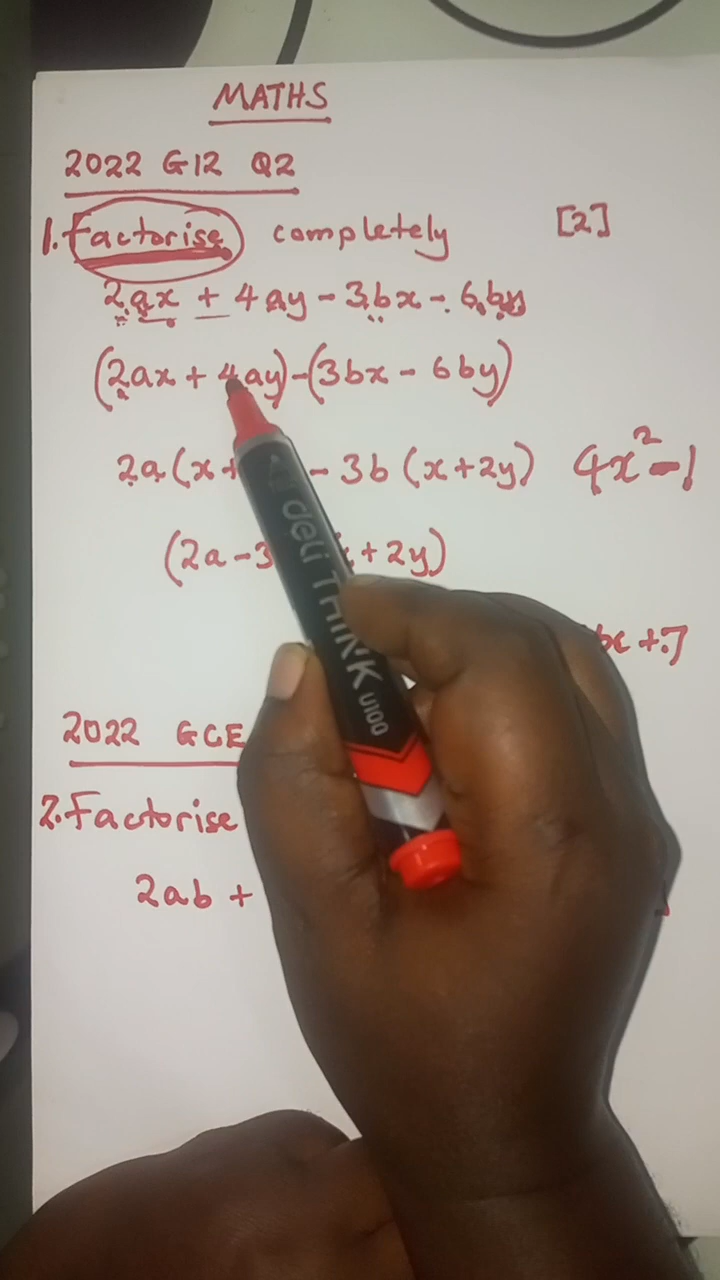 MATHS
2022 G12 Q2
1. Factorise completely [2]
2ax + 4ay - 3bx - 6by
(2ax + 4ay) - (3bx - 6by)
2a(x+ - 3b(x+2y) 4x² - 1
(2a - 3 + 2y)
+ 7
2022 GCE
2. Factorise
2ab +
deli THINK U100